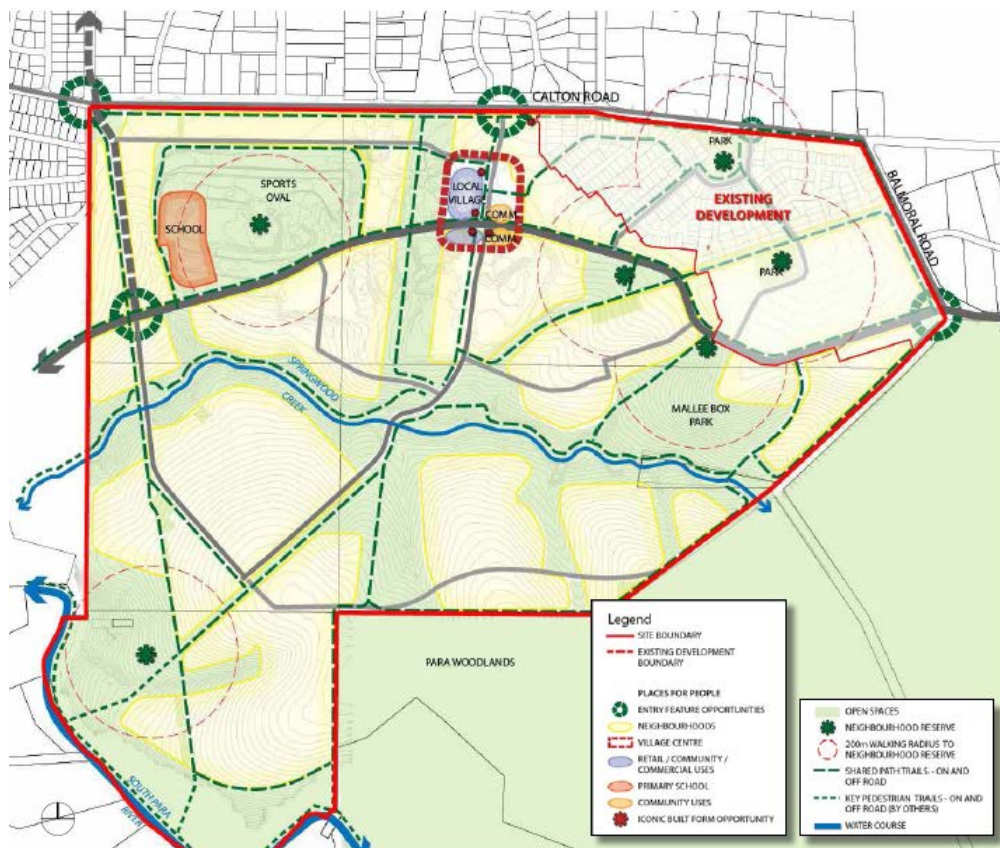 CALTON ROAD
PARK
BALMORAL ROAD
SPORTS
OVAL
LOCAL
VILLAGE
SCHOOL
COMM
COMM
EXISTING
DEVELOPMENT
PARK
SPRINGWOOD
CREEK
MALLEE BOX
PARK
PARA WOODLANDS
SOUTH PARA
RIVER
Legend
SITE BOUNDARY
EXISTING DEVELOPMENT
BOUNDARY
PLACES FOR PEOPLE
ENTRY FEATURE OPPORTUNITIES
NEIGHBOURHOODS
VILLAGE CENTRE
RETAIL / COMMUNITY /
COMMERCIAL USES
PRIMARY SCHOOL
COMMUNITY USES
ICONIC BUILT FORM OPPORTUNITY
OPEN SPACES
NEIGHBOURHOOD RESERVE
200m WALKING RADIUS TO
NEIGHBOURHOOD RESERVE
SHARED PATH TRAILS - ON AND
OFF ROAD
KEY PEDESTRIAN TRAILS - ON AND
OFF ROAD (BY OTHERS)
WATER COURSE